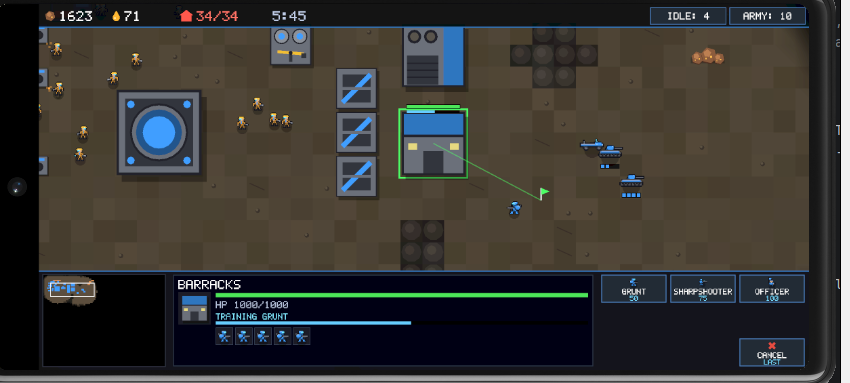 1623 71 34/34 5:45 IDLE: 4 ARMY: 10
BARRACKS
HP 1000/1000
TRAINING GRUNT
GRUNT
50
SHARPSHOOTER
75
OFFICER
100
CANCEL
LAST